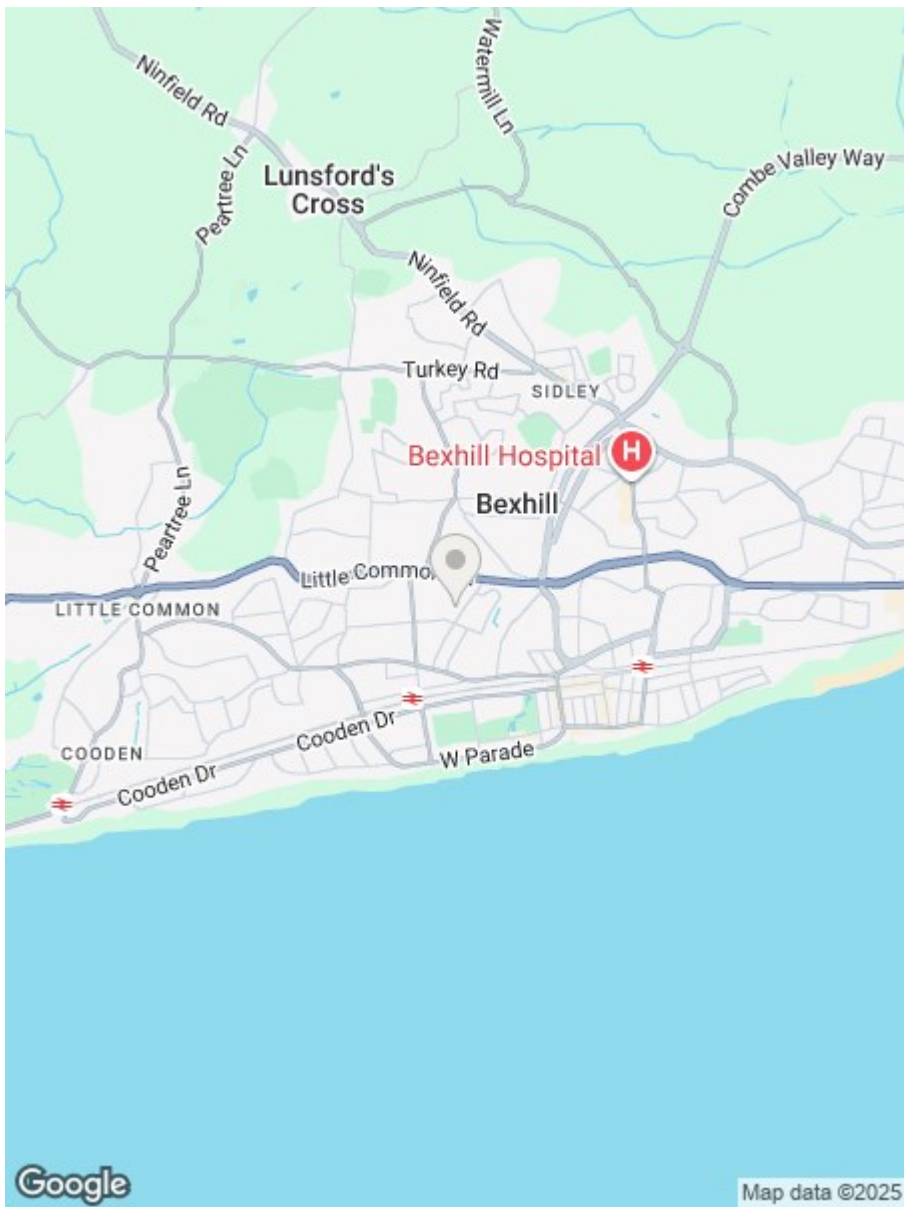 Watermill Ln
Ninfield Rd
Combe Valley Way
Lunsford's
Cross
Peartree Ln
Ninfield Rd
Turkey Rd
SIDLEY
Bexhill Hospital
H
Bexhill
Peartree Ln
Little Common
LITTLE COMMON
Cooden Dr
W Parade
COODEN
Cooden Dr
Google
Map data ©2025